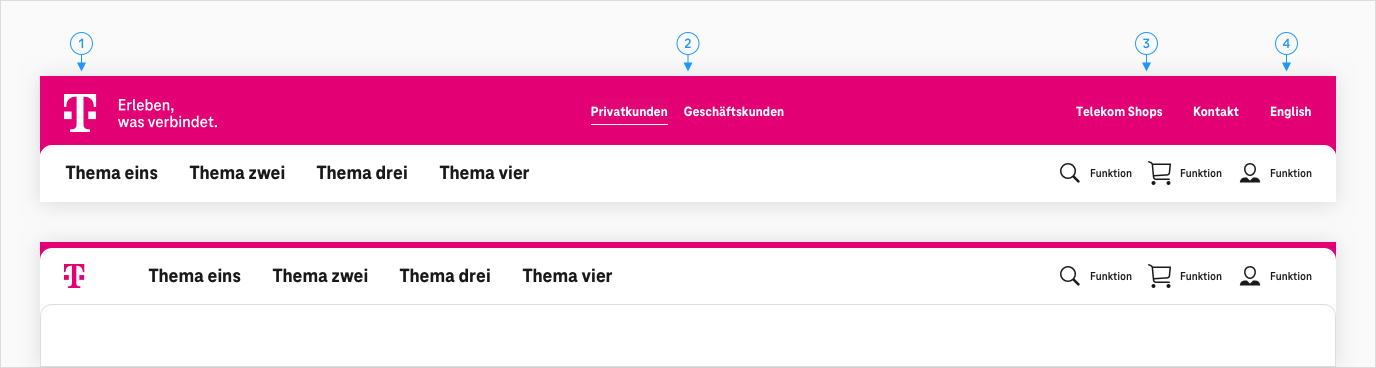 1 2 3 4
T Erleben,
was verbindet.
Privatkunden Geschäftskunden
Telekom Shops Kontakt English
Thema eins Thema zwei Thema drei Thema vier
Funktion Funktion Funktion
T Thema eins Thema zwei Thema drei Thema vier
Funktion Funktion Funktion